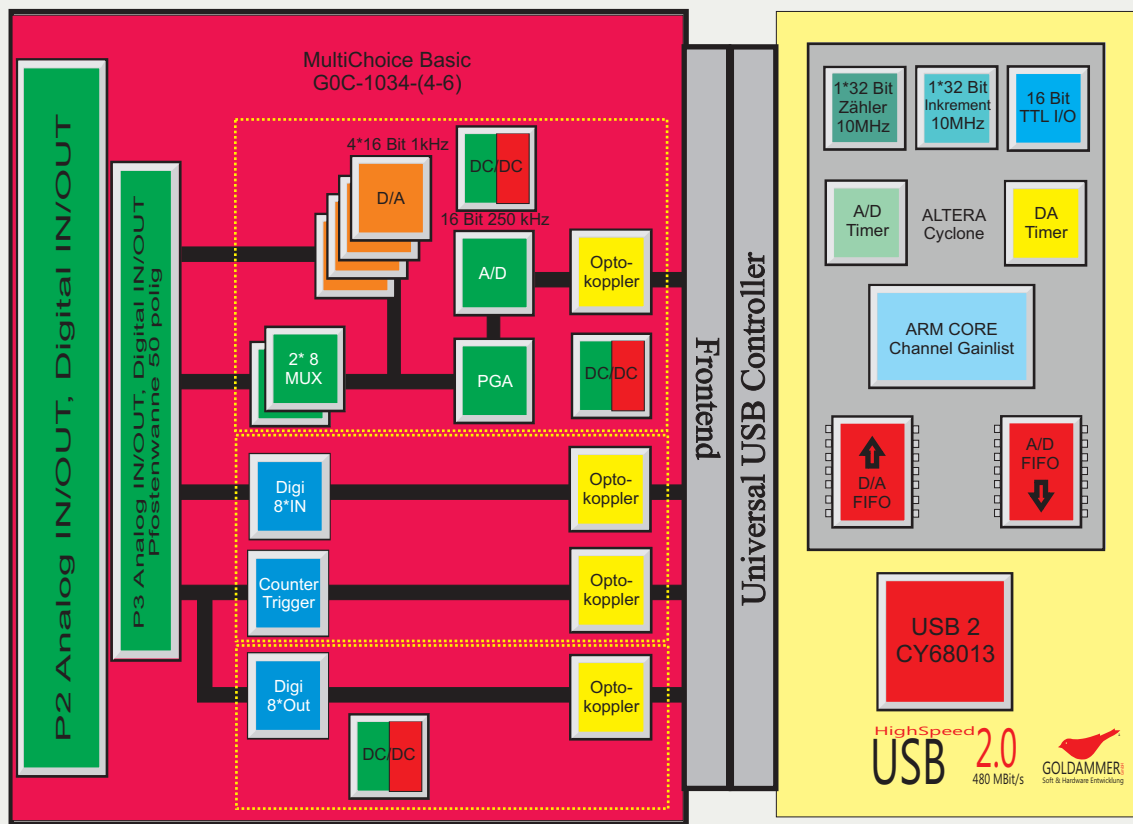 MultiChoice Basic
G0C-1034-(4-6)
P2 Analog IN/OUT, Digital IN/OUT
P3 Analog IN/OUT, Digital IN/OUT
Pfostenwanne 50 polig
4*16 Bit 1kHz
D/A
DC/DC
16 Bit 250 kHz
A/D
Opto-
koppler
2* 8
MUX
PGA
DC/DC
Digi
8*IN
Opto-
koppler
Counter
Trigger
Opto-
koppler
Digi
8*Out
Opto-
koppler
DC/DC
Frontend
Universal USB Controller
1*32 Bit
Zähler
10MHz
1*32 Bit
Inkrement
10MHz
16 Bit
TTL I/O
A/D
Timer
ALTERA
Cyclone
DA
Timer
ARM CORE
Channel Gainlist
D/A
FIFO
A/D
FIFO
USB 2
CY68013
HighSpeed
USB 2.0
480 MBit/s
GOLDAMMER
Soft & Hardware Entwicklung